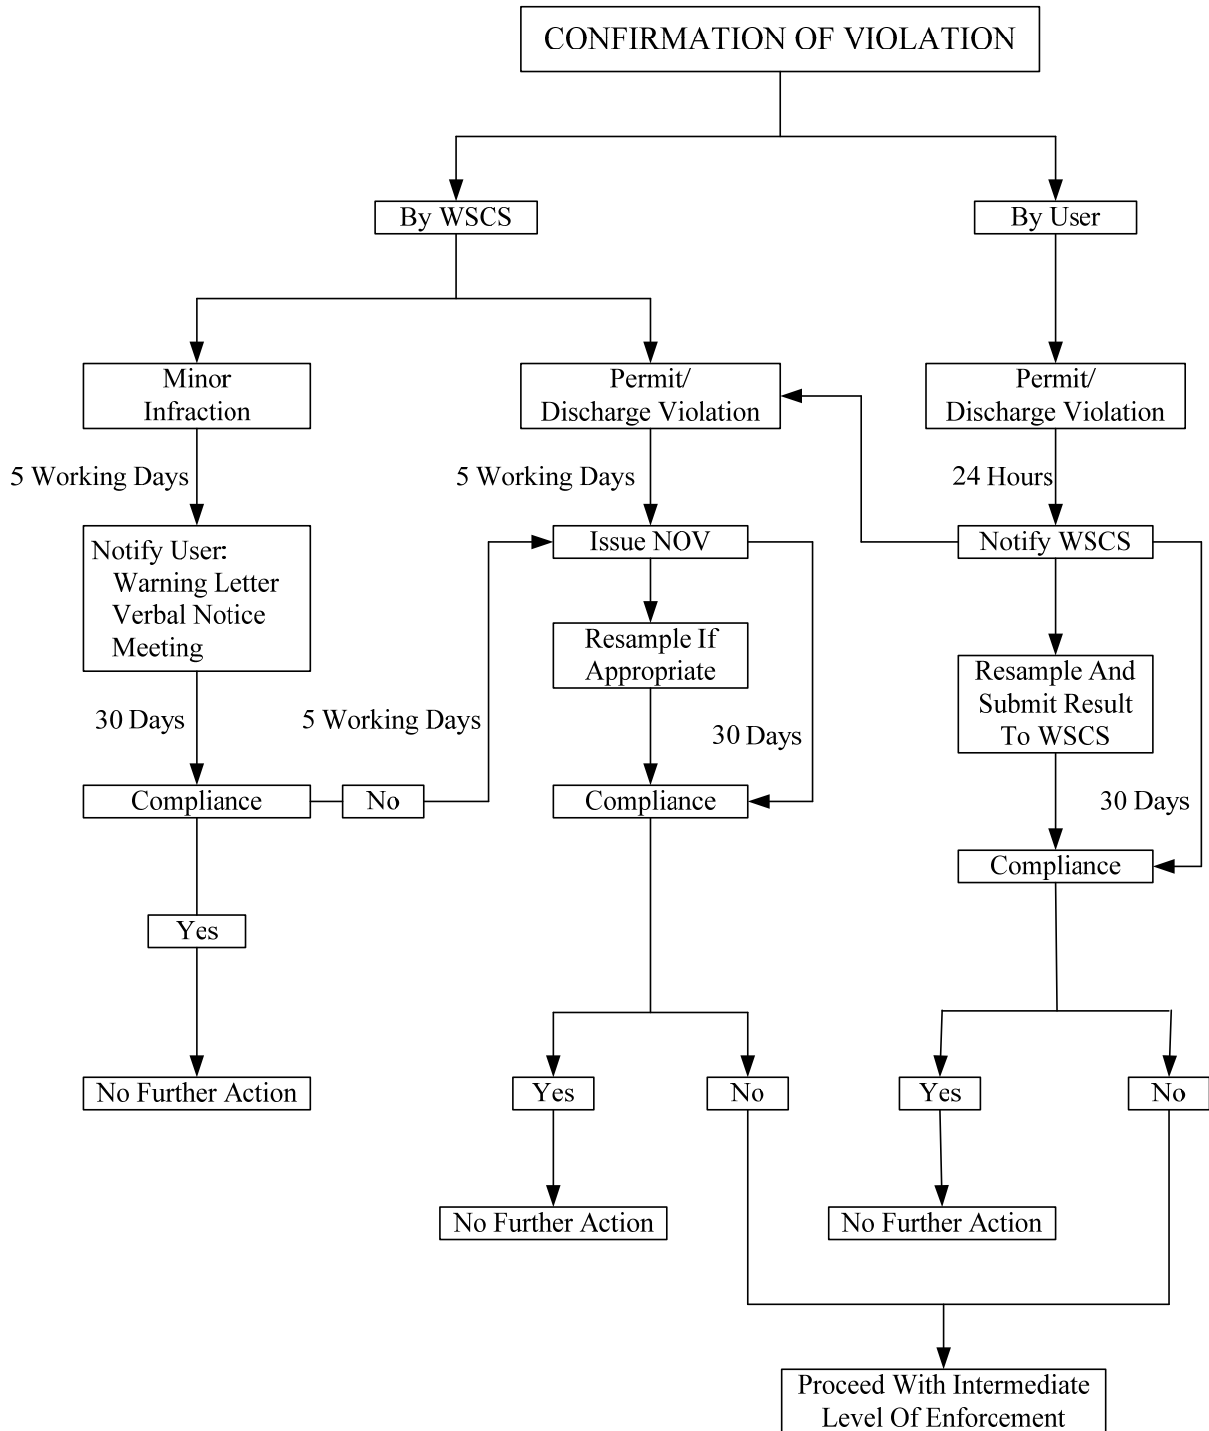 CONFIRMATION OF VIOLATION
By WSCS
By User
Minor
Infraction
Permit/
Discharge Violation
Permit/
Discharge Violation
5 Working Days
5 Working Days
24 Hours
Notify User:
Warning Letter
Verbal Notice
Meeting
Issue NOV
Notify WSCS
Resample If
Appropriate
Resample And
Submit Result
To WSCS
30 Days
5 Working Days
30 Days
Compliance
No
Compliance
30 Days
Compliance
Yes
No Further Action
Yes
No
Yes
No
No Further Action
No Further Action
Proceed With Intermediate
Level Of Enforcement